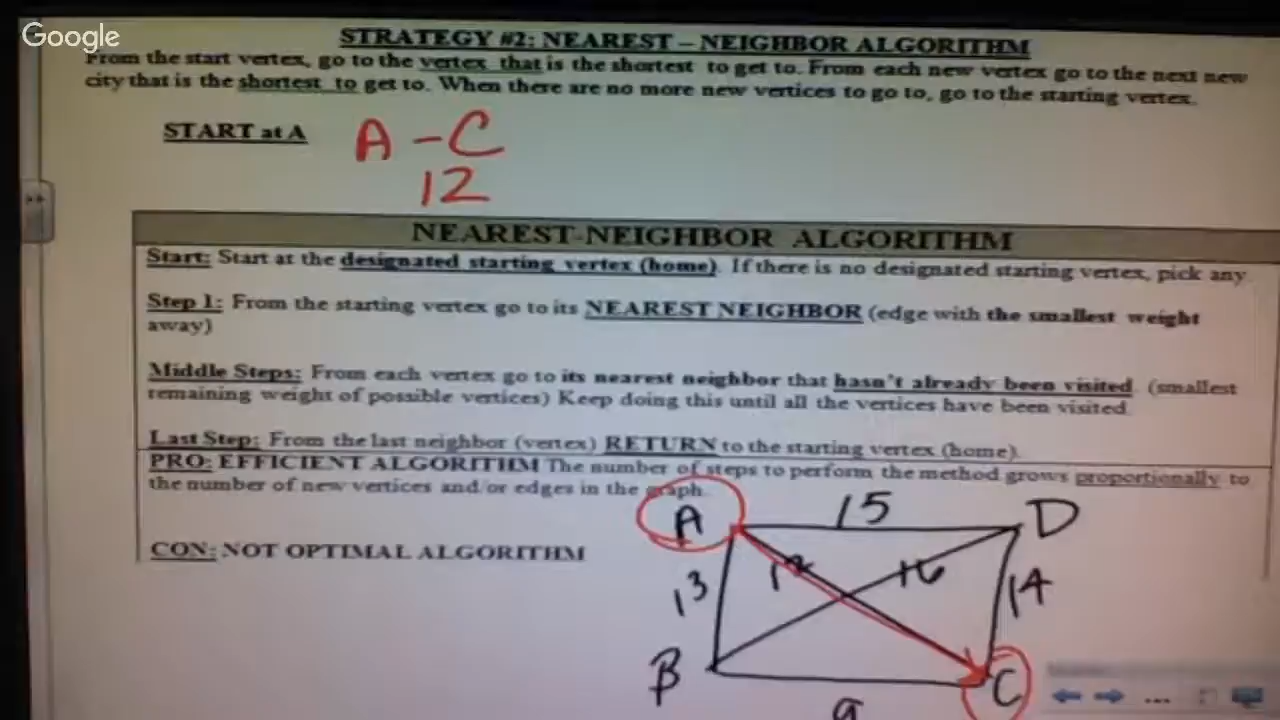 Google
STRATEGY #2: NEAREST – NEIGHBOR ALGORITHM
From the start vertex, go to the vertex that is the shortest to get to. From each new vertex go to the next new
city that is the shortest to get to. When there are no more new vertices to go to, go to the starting vertex.
START at A
A - C
12
NEAREST-NEIGHBOR ALGORITHM
Start: Start at the designated starting vertex (home). If there is no designated starting vertex, pick any.
Step 1: From the starting vertex go to its NEAREST NEIGHBOR (edge with the smallest weight
away)
Middle Steps: From each vertex go to its nearest neighbor that hasn't already been visited. (smallest
remaining weight of possible vertices) Keep doing this until all the vertices have been visited.
Last Step: From the last neighbor (vertex) RETURN to the starting vertex (home).
PRO: EFFICIENT ALGORITHM The number of steps to perform the method grows proportionally to
the number of new vertices and/or edges in the graph.
CON: NOT OPTIMAL ALGORITHM
A
15
D
13
12
16
14
B
C
9